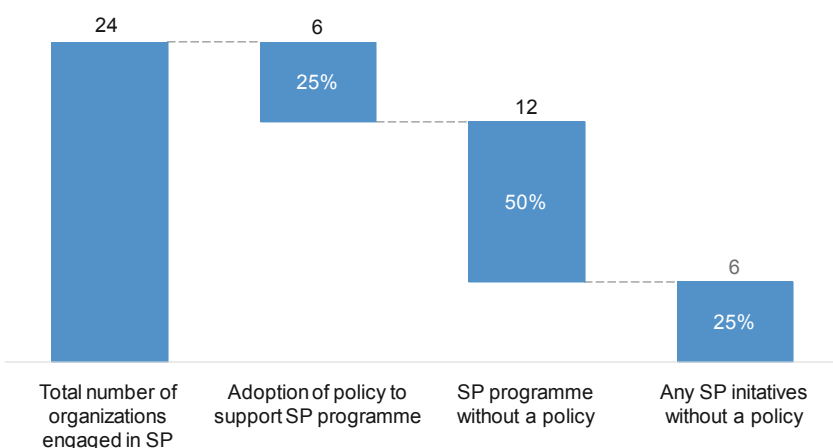 24
6
25%
12
50%
6
25%
Total number of
organizations
engaged in SP
Adoption of policy to
support SP programme
SP programme
without a policy
Any SP initatives
without a policy